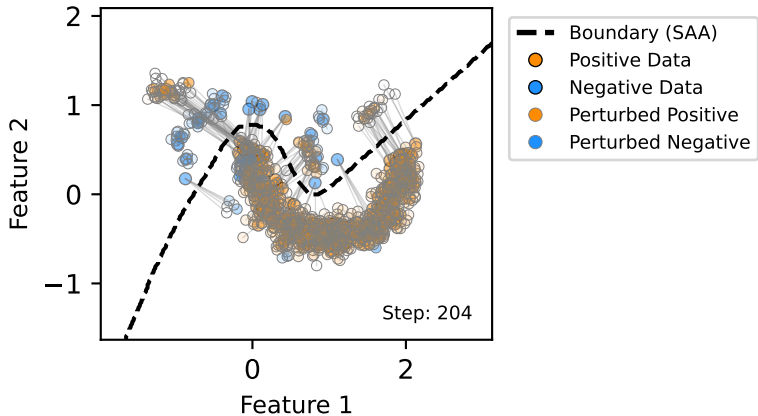 2
1
0
−1
Feature 2
0
2
Feature 1
Step: 204
Boundary (SAA)
Positive Data
Negative Data
Perturbed Positive
Perturbed Negative